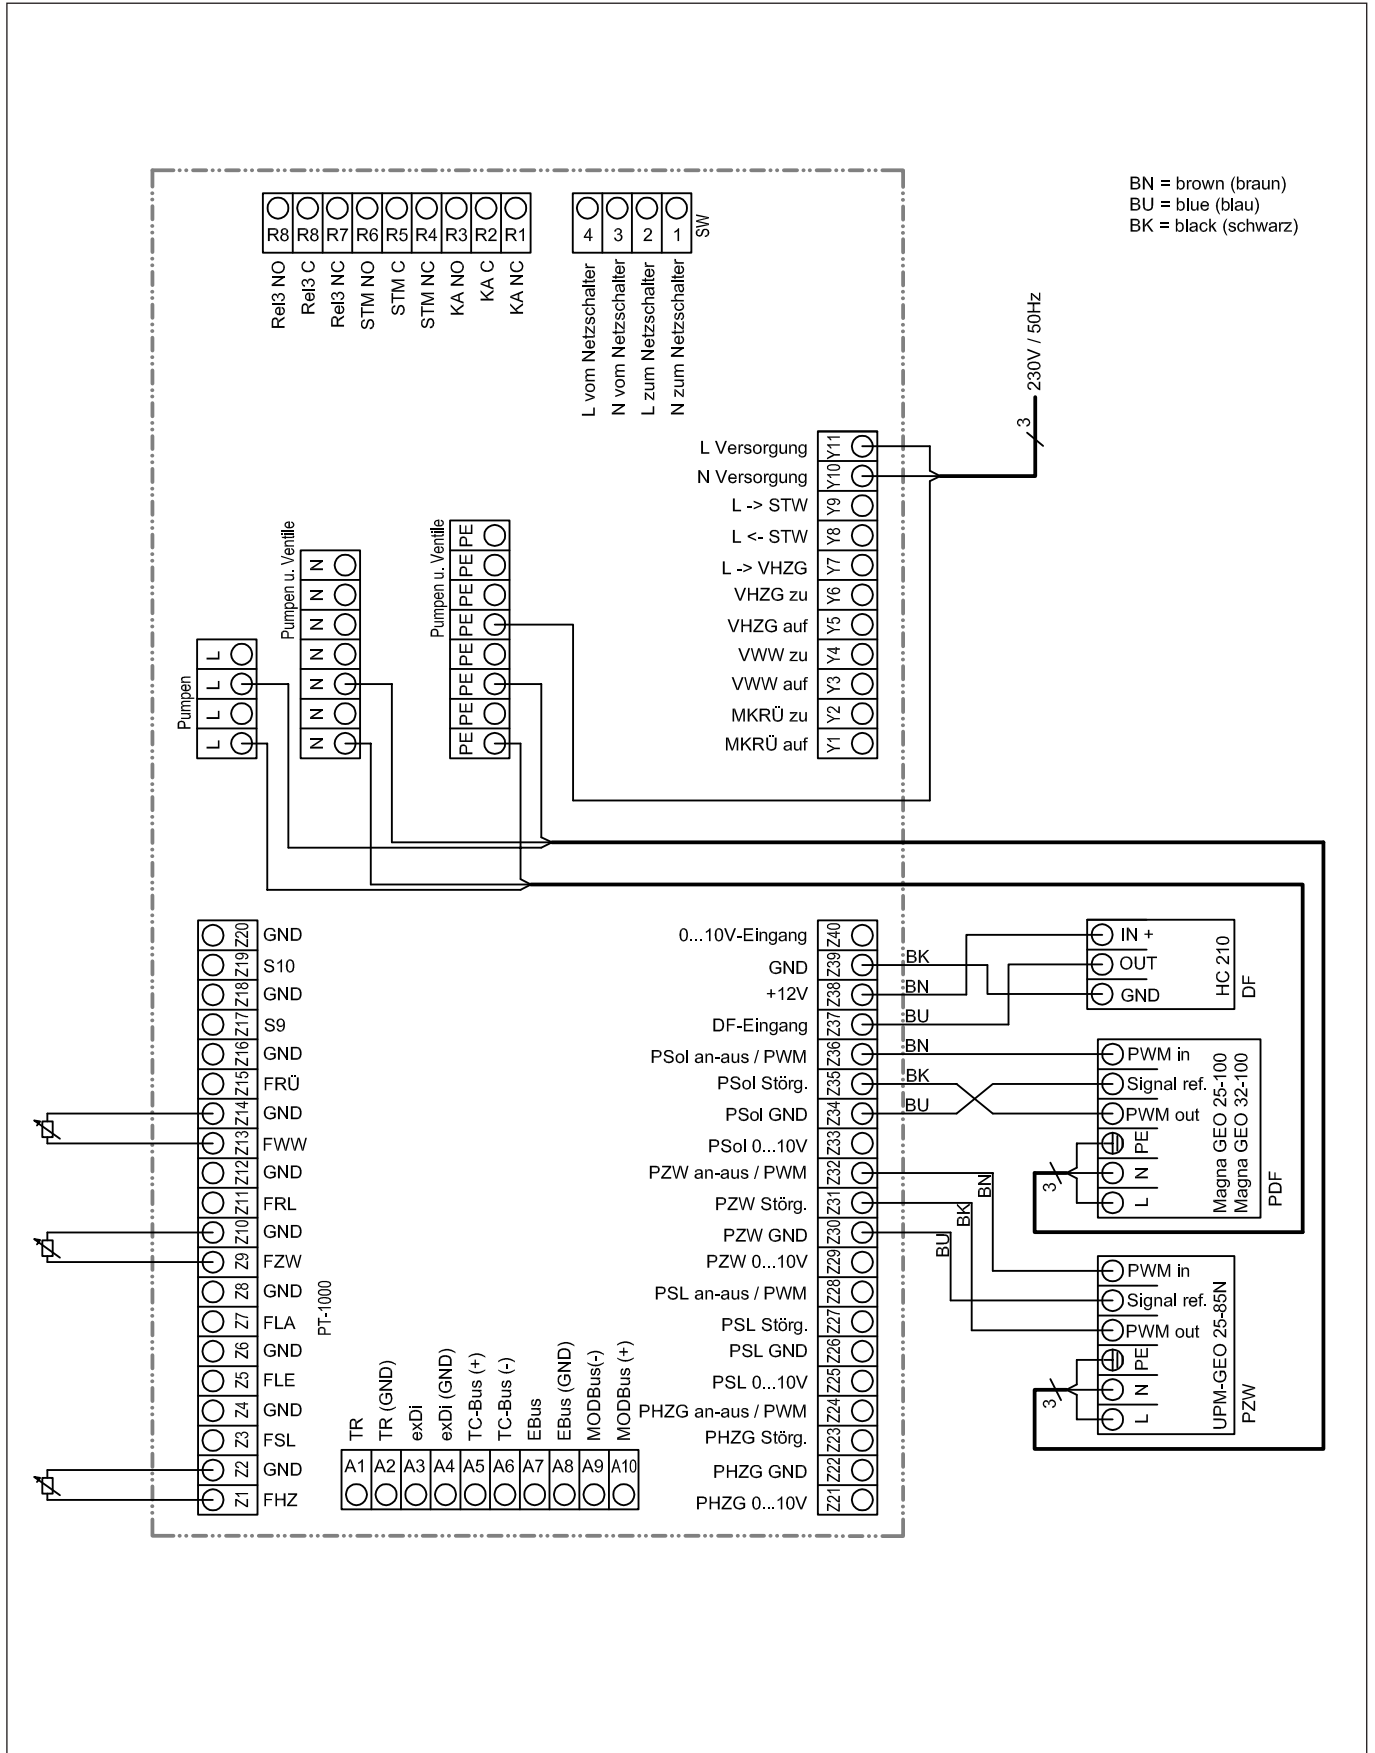 BN = brown (braun)
BU = blue (blau)
BK = black (schwarz)
R8 R8 R7 R6 R5 R4 R3 R2 R1
Rel3 NO
Rel3 C
Rel3 NC
STM NO
STM C
STM NC
KA NO
KA C
KA NC
4 3 2 1
SW
L vom Netzschalter
N vom Netzschalter
L zum Netzschalter
N zum Netzschalter
230V / 50Hz
3
L Versorgung Y11
N Versorgung Y10
L -> STW Y9
L <- STW Y8
L -> VHZG Y7
VHZG zu Y6
VHZG auf Y5
VWW zu Y4
VWW auf Y3
MKRÜ zu Y2
MKRÜ auf Y1
Pumpen
L
L
L
L
Pumpen u. Ventile
N
N
N
N
N
N
N
Pumpen u. Ventile
PE
PE
PE
PE
PE
PE
PE
PE
Z20 GND
Z19 S10
Z18 GND
Z17 S9
Z16 GND
Z15 FRÜ
Z14 GND
Z13 FWW
Z12 GND
Z11 FRL
Z10 GND
Z9 FZW
Z8 GND
Z7 FLA
Z6 GND
Z5 FLE
Z4 GND
Z3 FSL
Z2 GND
Z1 FHZ
PT-1000
TR
TR (GND)
exDi
exDi (GND)
TC-Bus (+)
TC-Bus (-)
EBus
EBus (GND)
MODBus(-)
MODBus (+)
A1 A2 A3 A4 A5 A6 A7 A8 A9 A10
0...10V-Eingang Z40
GND Z39 BK
+12V Z38 BN
DF-Eingang Z37 BU
PSol an-aus / PWM Z36 BN
PSol Störg. Z35 BK
PSol GND Z34 BU
PSol 0...10V Z33
PZW an-aus / PWM Z32 BN
PZW Störg. Z31 BK
PZW GND Z30 BU
PZW 0...10V Z29
PSL an-aus / PWM Z28
PSL Störg. Z27
PSL GND Z26
PSL 0...10V Z25
PHZG an-aus / PWM Z24
PHZG Störg. Z23
PHZG GND Z22
PHZG 0...10V Z21
IN +
OUT
GND
HC 210
DF
PWM in
Signal ref.
PWM out
PE
N
L
3
Magna GEO 25-100
Magna GEO 32-100
PDF
PWM in
Signal ref.
PWM out
PE
N
L
3
UPM-GEO 25-85N
PZW